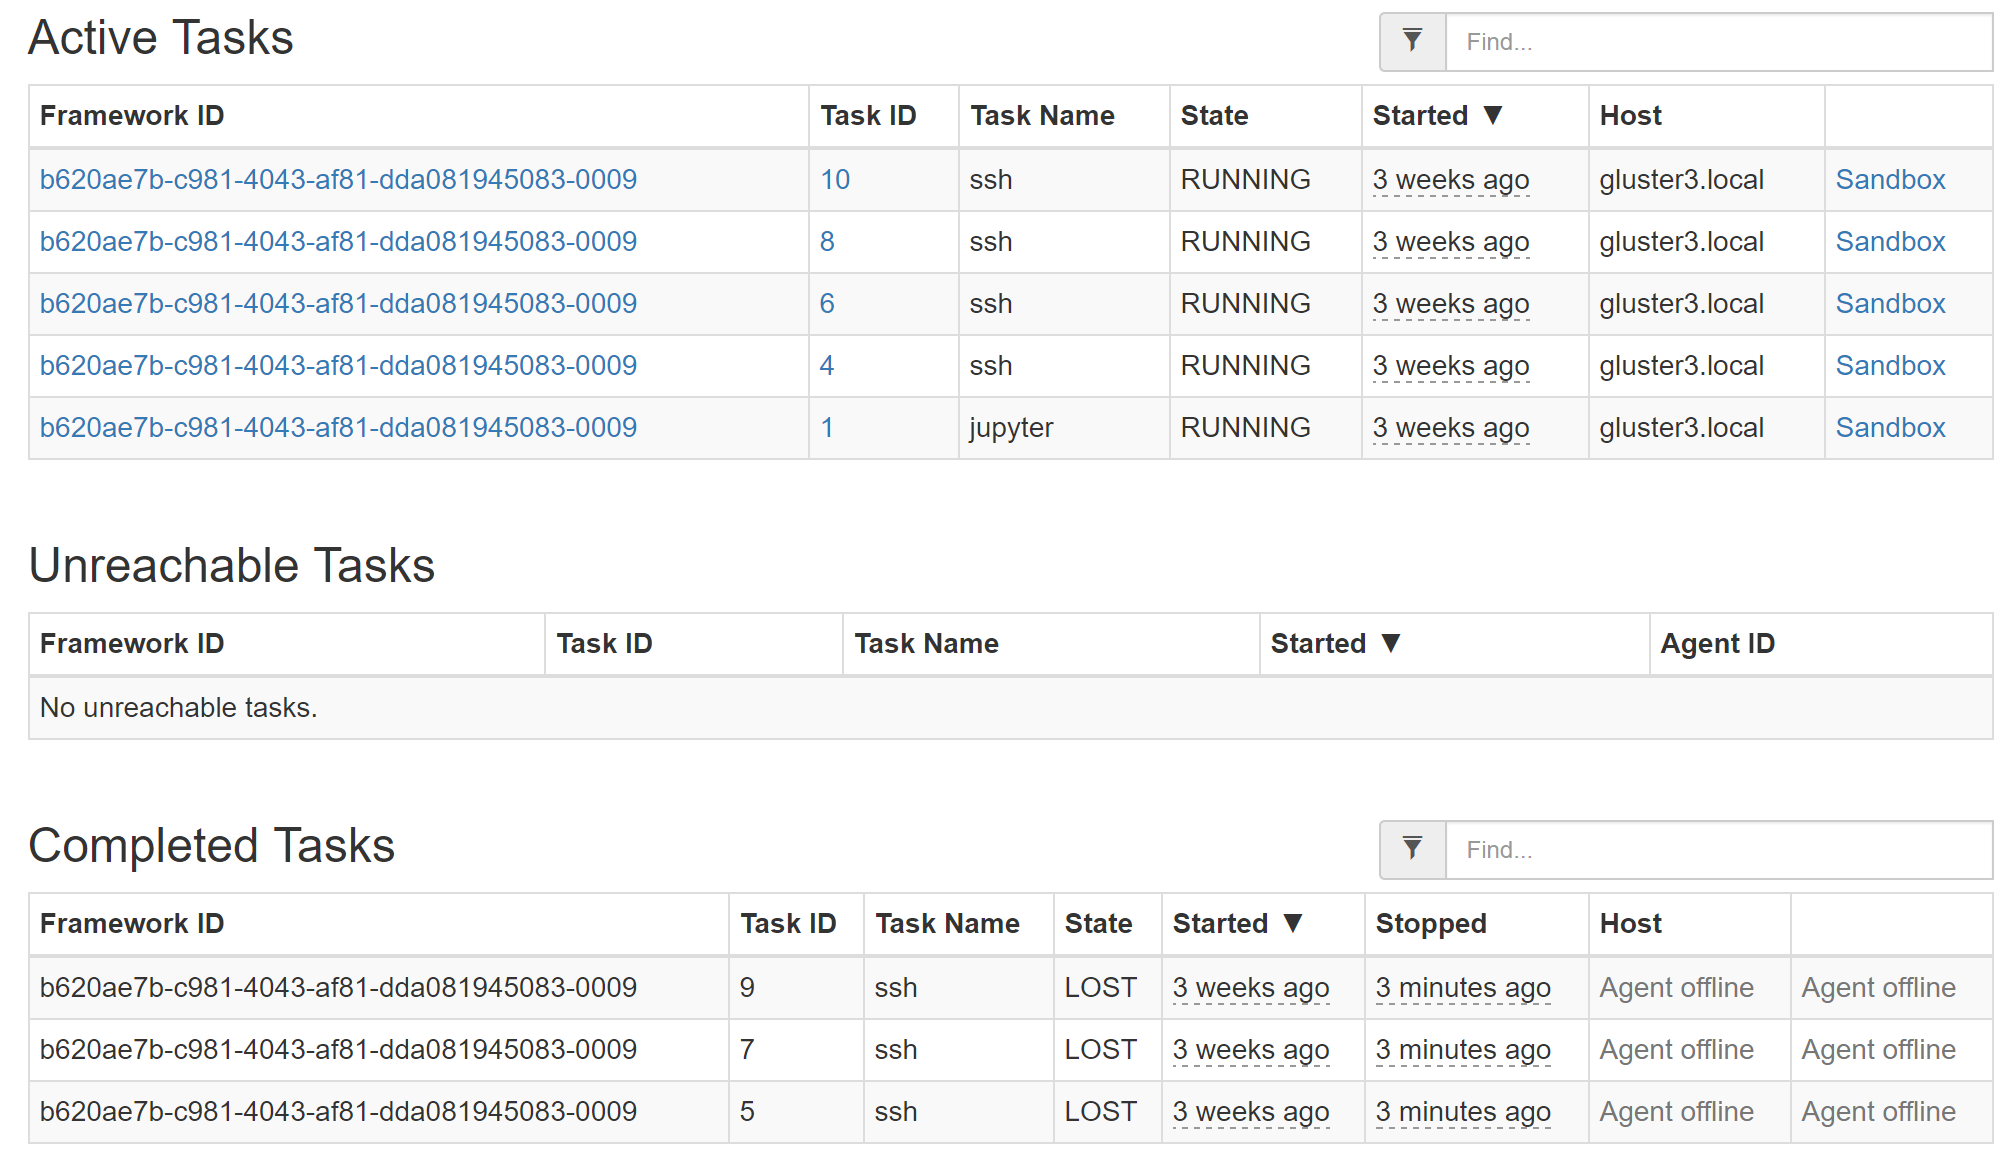 Active Tasks
Find...
Framework ID Task ID Task Name State Started ▼ Host
b620ae7b-c981-4043-af81-dda081945083-0009 10 ssh RUNNING 3 weeks ago gluster3.local Sandbox
b620ae7b-c981-4043-af81-dda081945083-0009 8 ssh RUNNING 3 weeks ago gluster3.local Sandbox
b620ae7b-c981-4043-af81-dda081945083-0009 6 ssh RUNNING 3 weeks ago gluster3.local Sandbox
b620ae7b-c981-4043-af81-dda081945083-0009 4 ssh RUNNING 3 weeks ago gluster3.local Sandbox
b620ae7b-c981-4043-af81-dda081945083-0009 1 jupyter RUNNING 3 weeks ago gluster3.local Sandbox
Unreachable Tasks
Framework ID Task ID Task Name Started ▼ Agent ID
No unreachable tasks.
Completed Tasks
Find...
Framework ID Task ID Task Name State Started ▼ Stopped Host
b620ae7b-c981-4043-af81-dda081945083-0009 9 ssh LOST 3 weeks ago 3 minutes ago Agent offline Agent offline
b620ae7b-c981-4043-af81-dda081945083-0009 7 ssh LOST 3 weeks ago 3 minutes ago Agent offline Agent offline
b620ae7b-c981-4043-af81-dda081945083-0009 5 ssh LOST 3 weeks ago 3 minutes ago Agent offline Agent offline